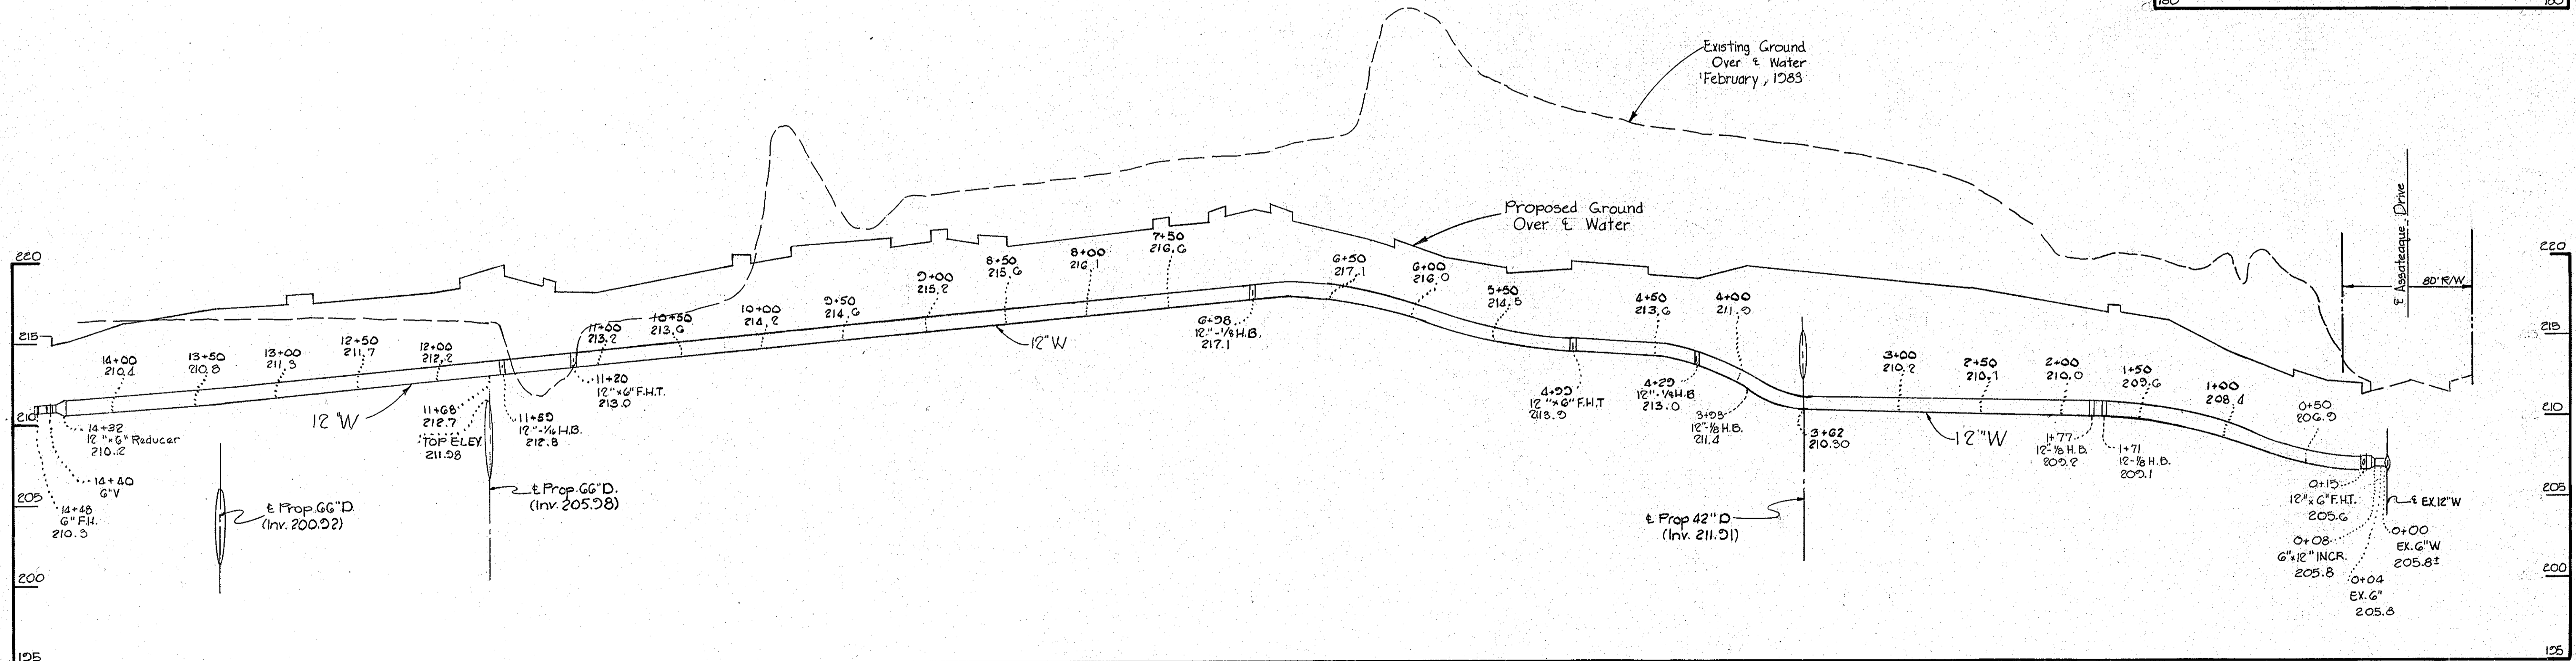 Existing Ground
Over ℄ Water
February, 1983
Proposed Ground
Over ℄ Water
℄ Assateague Drive
80' R/W
220
215
210
205
200
195
220
215
210
205
200
195
14+00
210.4
13+50
210.8
13+00
211.3
12+50
211.7
12+00
212.2
11+00
213.2
10+50
213.6
10+00
214.2
9+50
214.6
9+00
215.2
8+50
215.6
8+00
216.1
7+50
216.6
6+50
217.1
6+00
216.0
5+50
214.5
4+50
213.6
4+00
211.9
3+00
210.2
2+50
210.1
2+00
210.0
1+50
209.6
1+00
208.4
0+50
206.9
14+32
12"x6" Reducer
210.2
14+40
6"V
14+48
6" F.H.
210.3
℄ Prop. 66"D.
(Inv. 200.92)
12"W
11+68
212.7
TOP ELEV.
211.98
11+59
12"-1/16 H.B.
212.8
11+20
12"x6" F.H.T.
213.0
℄ Prop. 66"D.
(Inv. 205.98)
12"W
6+98
12"-1/8 H.B.
217.1
4+99
12"x6" F.H.T
213.9
4+29
12"-1/8 H.B
213.0
3+93
12"-1/8 H.B.
211.4
3+62
210.30
℄ Prop 42"D
(Inv. 211.91)
12"W
1+77
12-1/8 H.B.
209.2
1+71
12-1/8 H.B.
209.1
0+15
12"x6" F.H.T.
205.6
0+08
6"x12" INCR.
205.8
0+04
EX. 6"
205.8
0+00
EX. 6"W
205.8±
℄ EX. 12"W